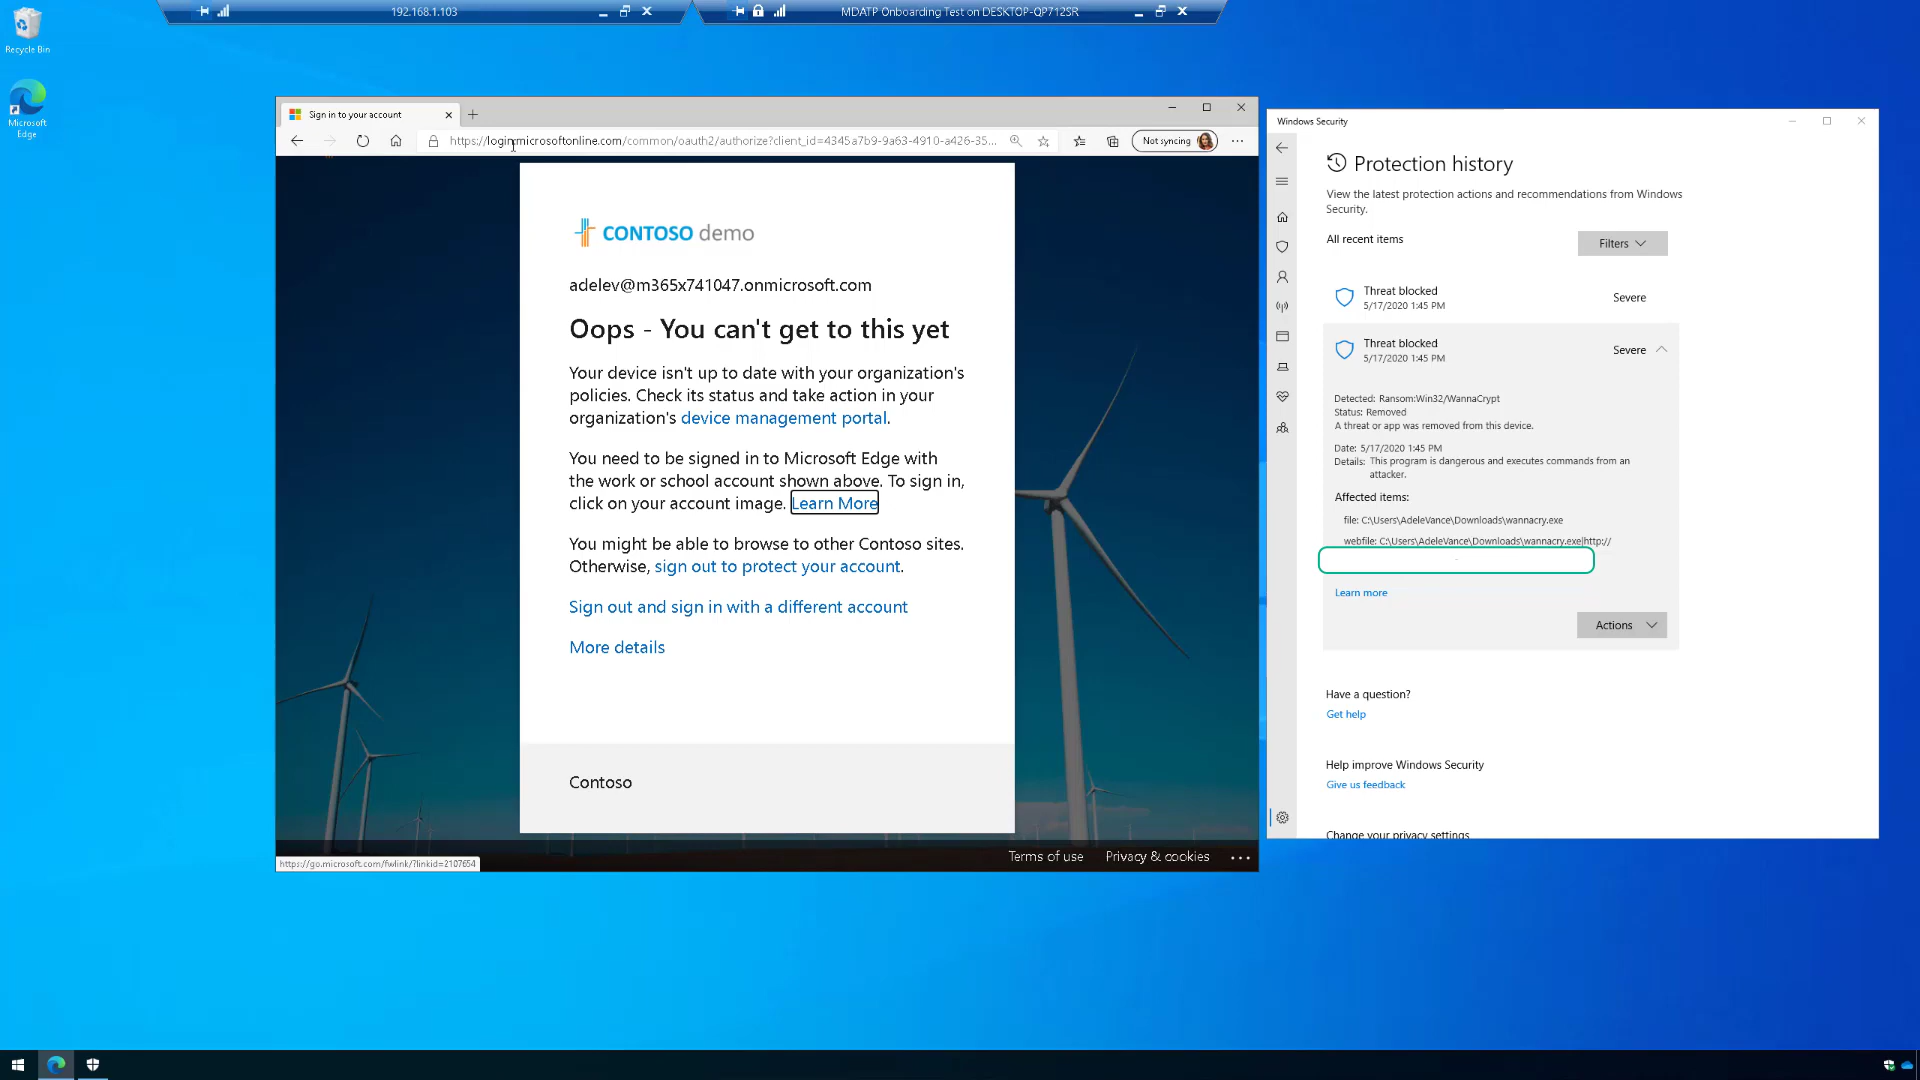 192.168.1.103
MDATP Onboarding Test on DESKTOP-QP712SR
Recycle Bin
Microsoft
Edge
Sign in to your account
https://login.microsoftonline.com/common/oauth2/authorize?client_id=4345a7b9-9a63-4910-a426-35...
Not syncing
CONTOSO demo
adelev@m365x741047.onmicrosoft.com
Oops - You can't get to this yet
Your device isn't up to date with your organization's
policies. Check its status and take action in your
organization's device management portal.
You need to be signed in to Microsoft Edge with
the work or school account shown above. To sign in,
click on your account image. Learn More
You might be able to browse to other Contoso sites.
Otherwise, sign out to protect your account.
Sign out and sign in with a different account
More details
Contoso
Terms of use Privacy & cookies
https://go.microsoft.com/fwlink/?linkid=2107654
Windows Security
Protection history
View the latest protection actions and recommendations from Windows
Security.
All recent items
Filters
Threat blocked
5/17/2020 1:45 PM
Severe
Threat blocked
5/17/2020 1:45 PM
Severe
Detected: Ransom:Win32/WannaCrypt
Status: Removed
A threat or app was removed from this device.
Date: 5/17/2020 1:45 PM
Details: This program is dangerous and executes commands from an
attacker.
Affected items:
file: C:\Users\AdeleVance\Downloads\wannacry.exe
webfile: C:\Users\AdeleVance\Downloads\wannacry.exe|http://
Learn more
Actions
Have a question?
Get help
Help improve Windows Security
Give us feedback
Change your privacy settings